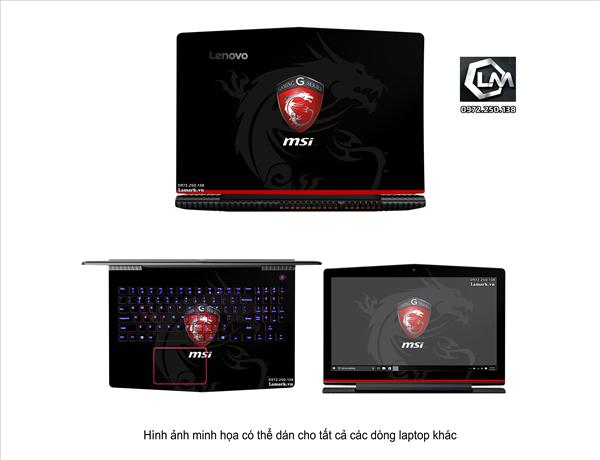 Lenovo
GAMING G SERIES
msi
0972.250.138
Lamark.vn
LM
0972.250.138
G
msi
0972.250.138
Lamark.vn
0972.250.138
Lamark.vn
G
msi
Hình ảnh minh họa có thể dán cho tất cả các dòng laptop khác